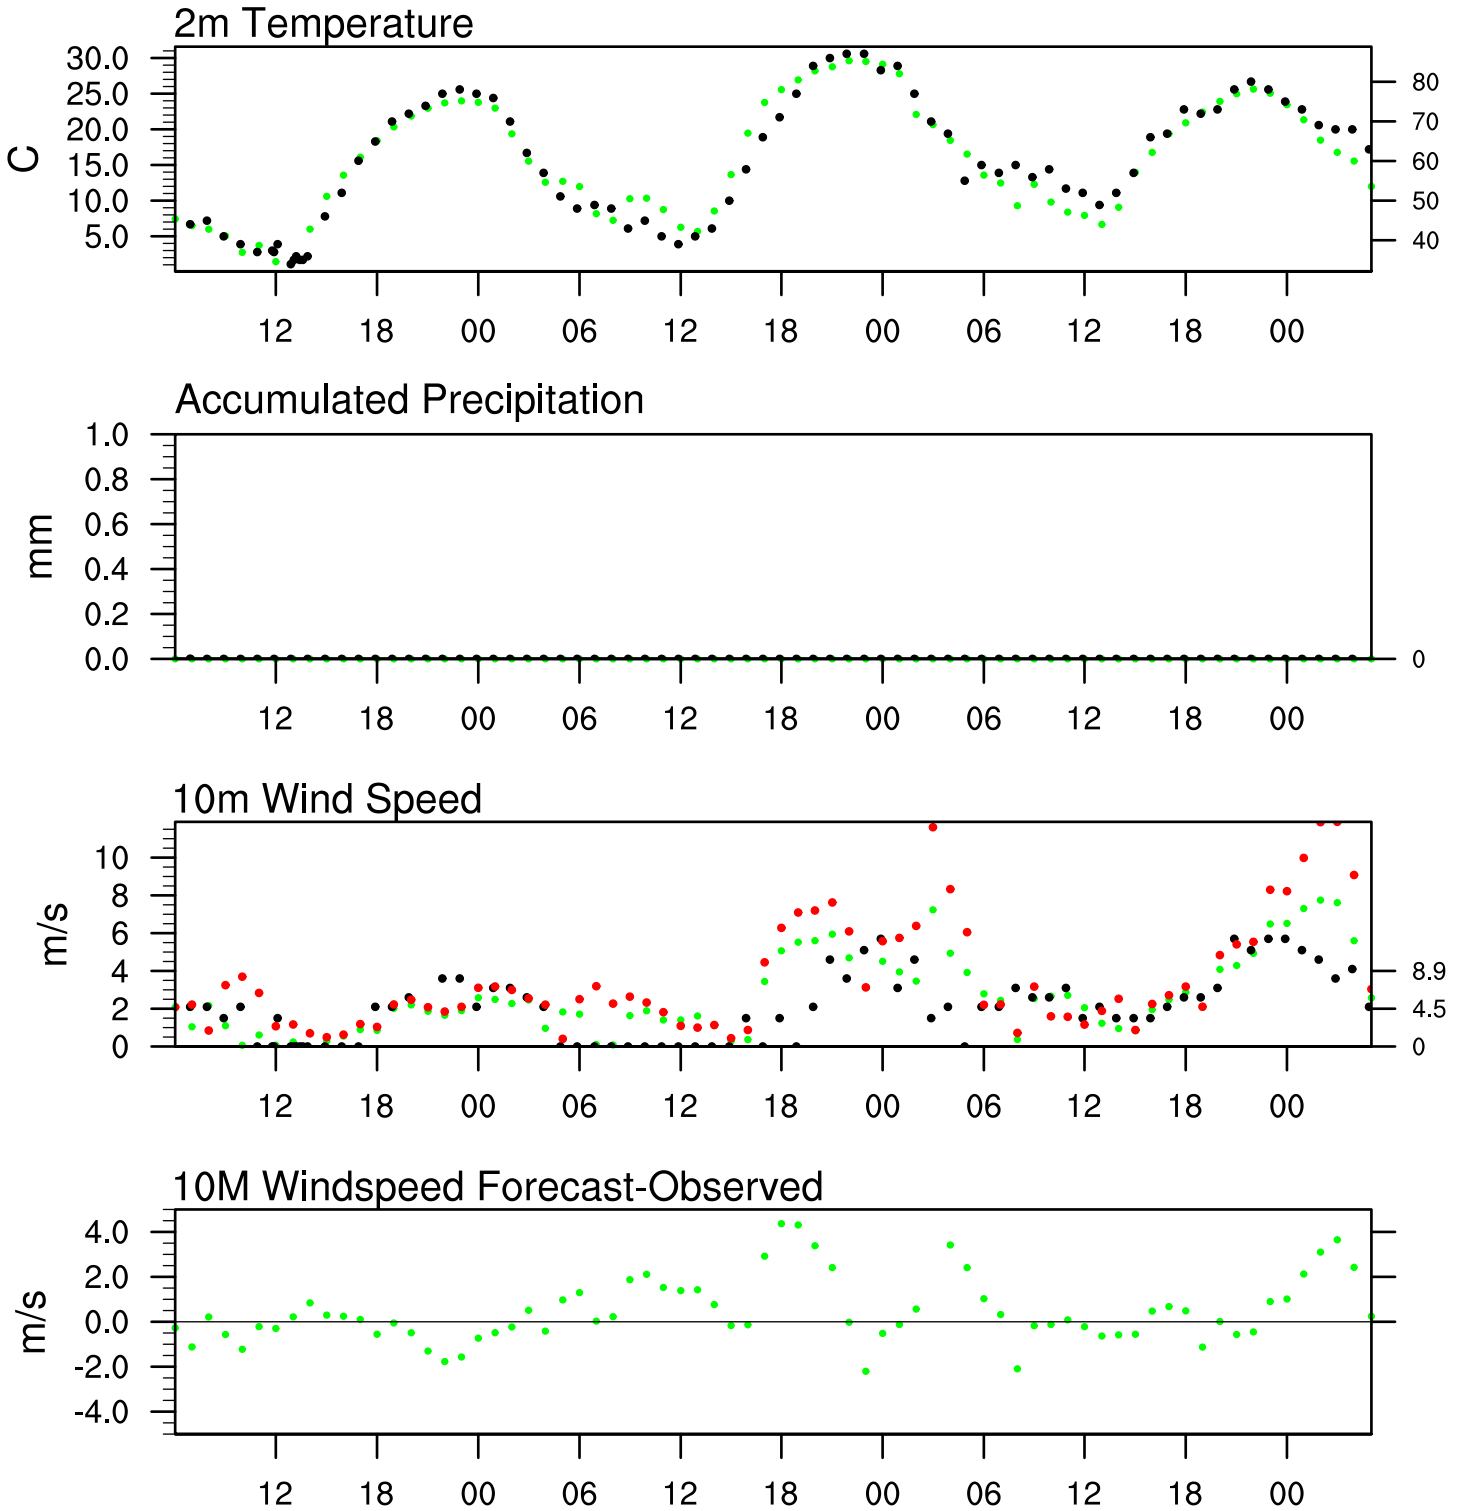 2m Temperature
30.0
25.0
20.0
15.0
10.0
5.0
C
80
70
60
50
40
12 18 00 06 12 18 00 06 12 18 00
Accumulated Precipitation
1.0
0.8
0.6
0.4
0.2
0.0
mm
0
12 18 00 06 12 18 00 06 12 18 00
10m Wind Speed
10
8
6
4
2
0
m/s
8.9
4.5
0
12 18 00 06 12 18 00 06 12 18 00
10M Windspeed Forecast-Observed
4.0
2.0
0.0
-2.0
-4.0
m/s
12 18 00 06 12 18 00 06 12 18 00